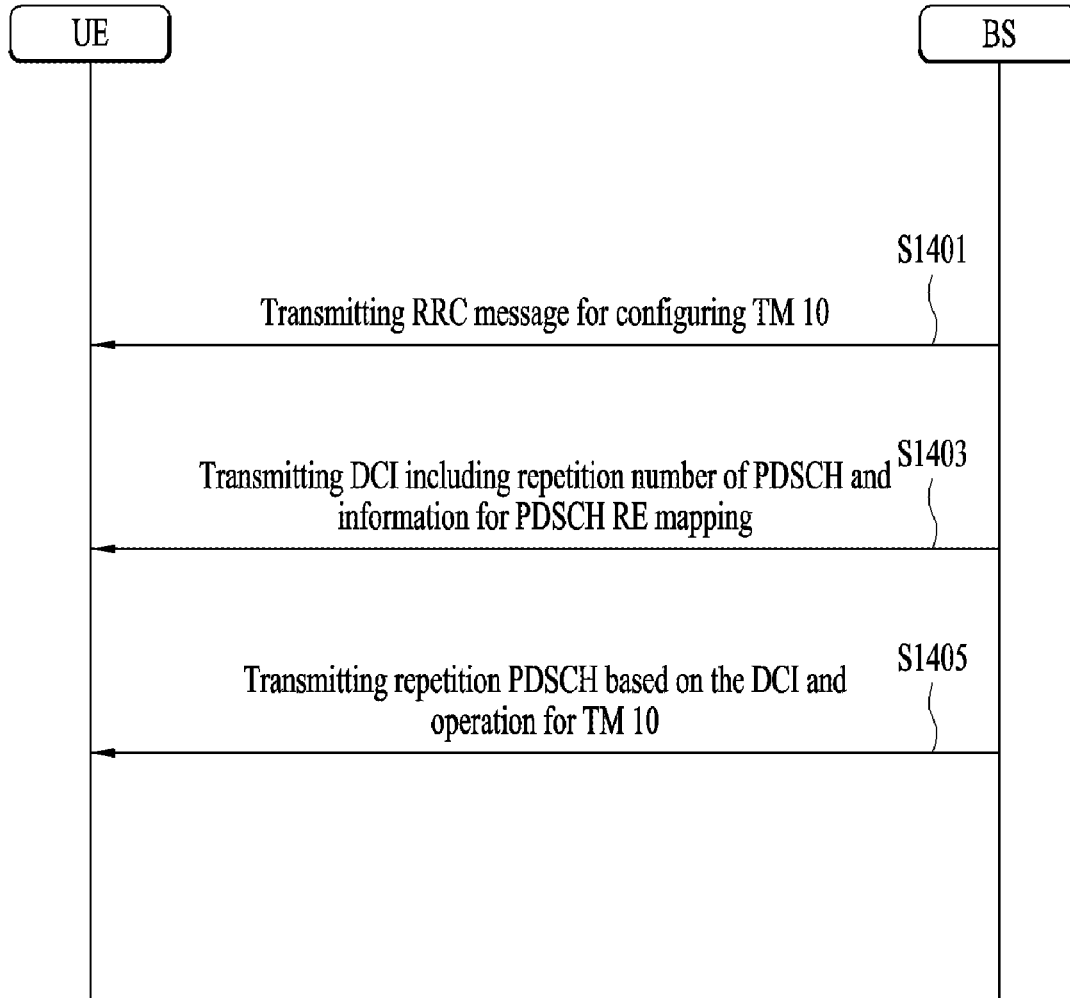 UE
BS
S1401
Transmitting RRC message for configuring TM 10
S1403
Transmitting DCI including repetition number of PDSCH and
information for PDSCH RE mapping
S1405
Transmitting repetition PDSCH based on the DCI and
operation for TM 10